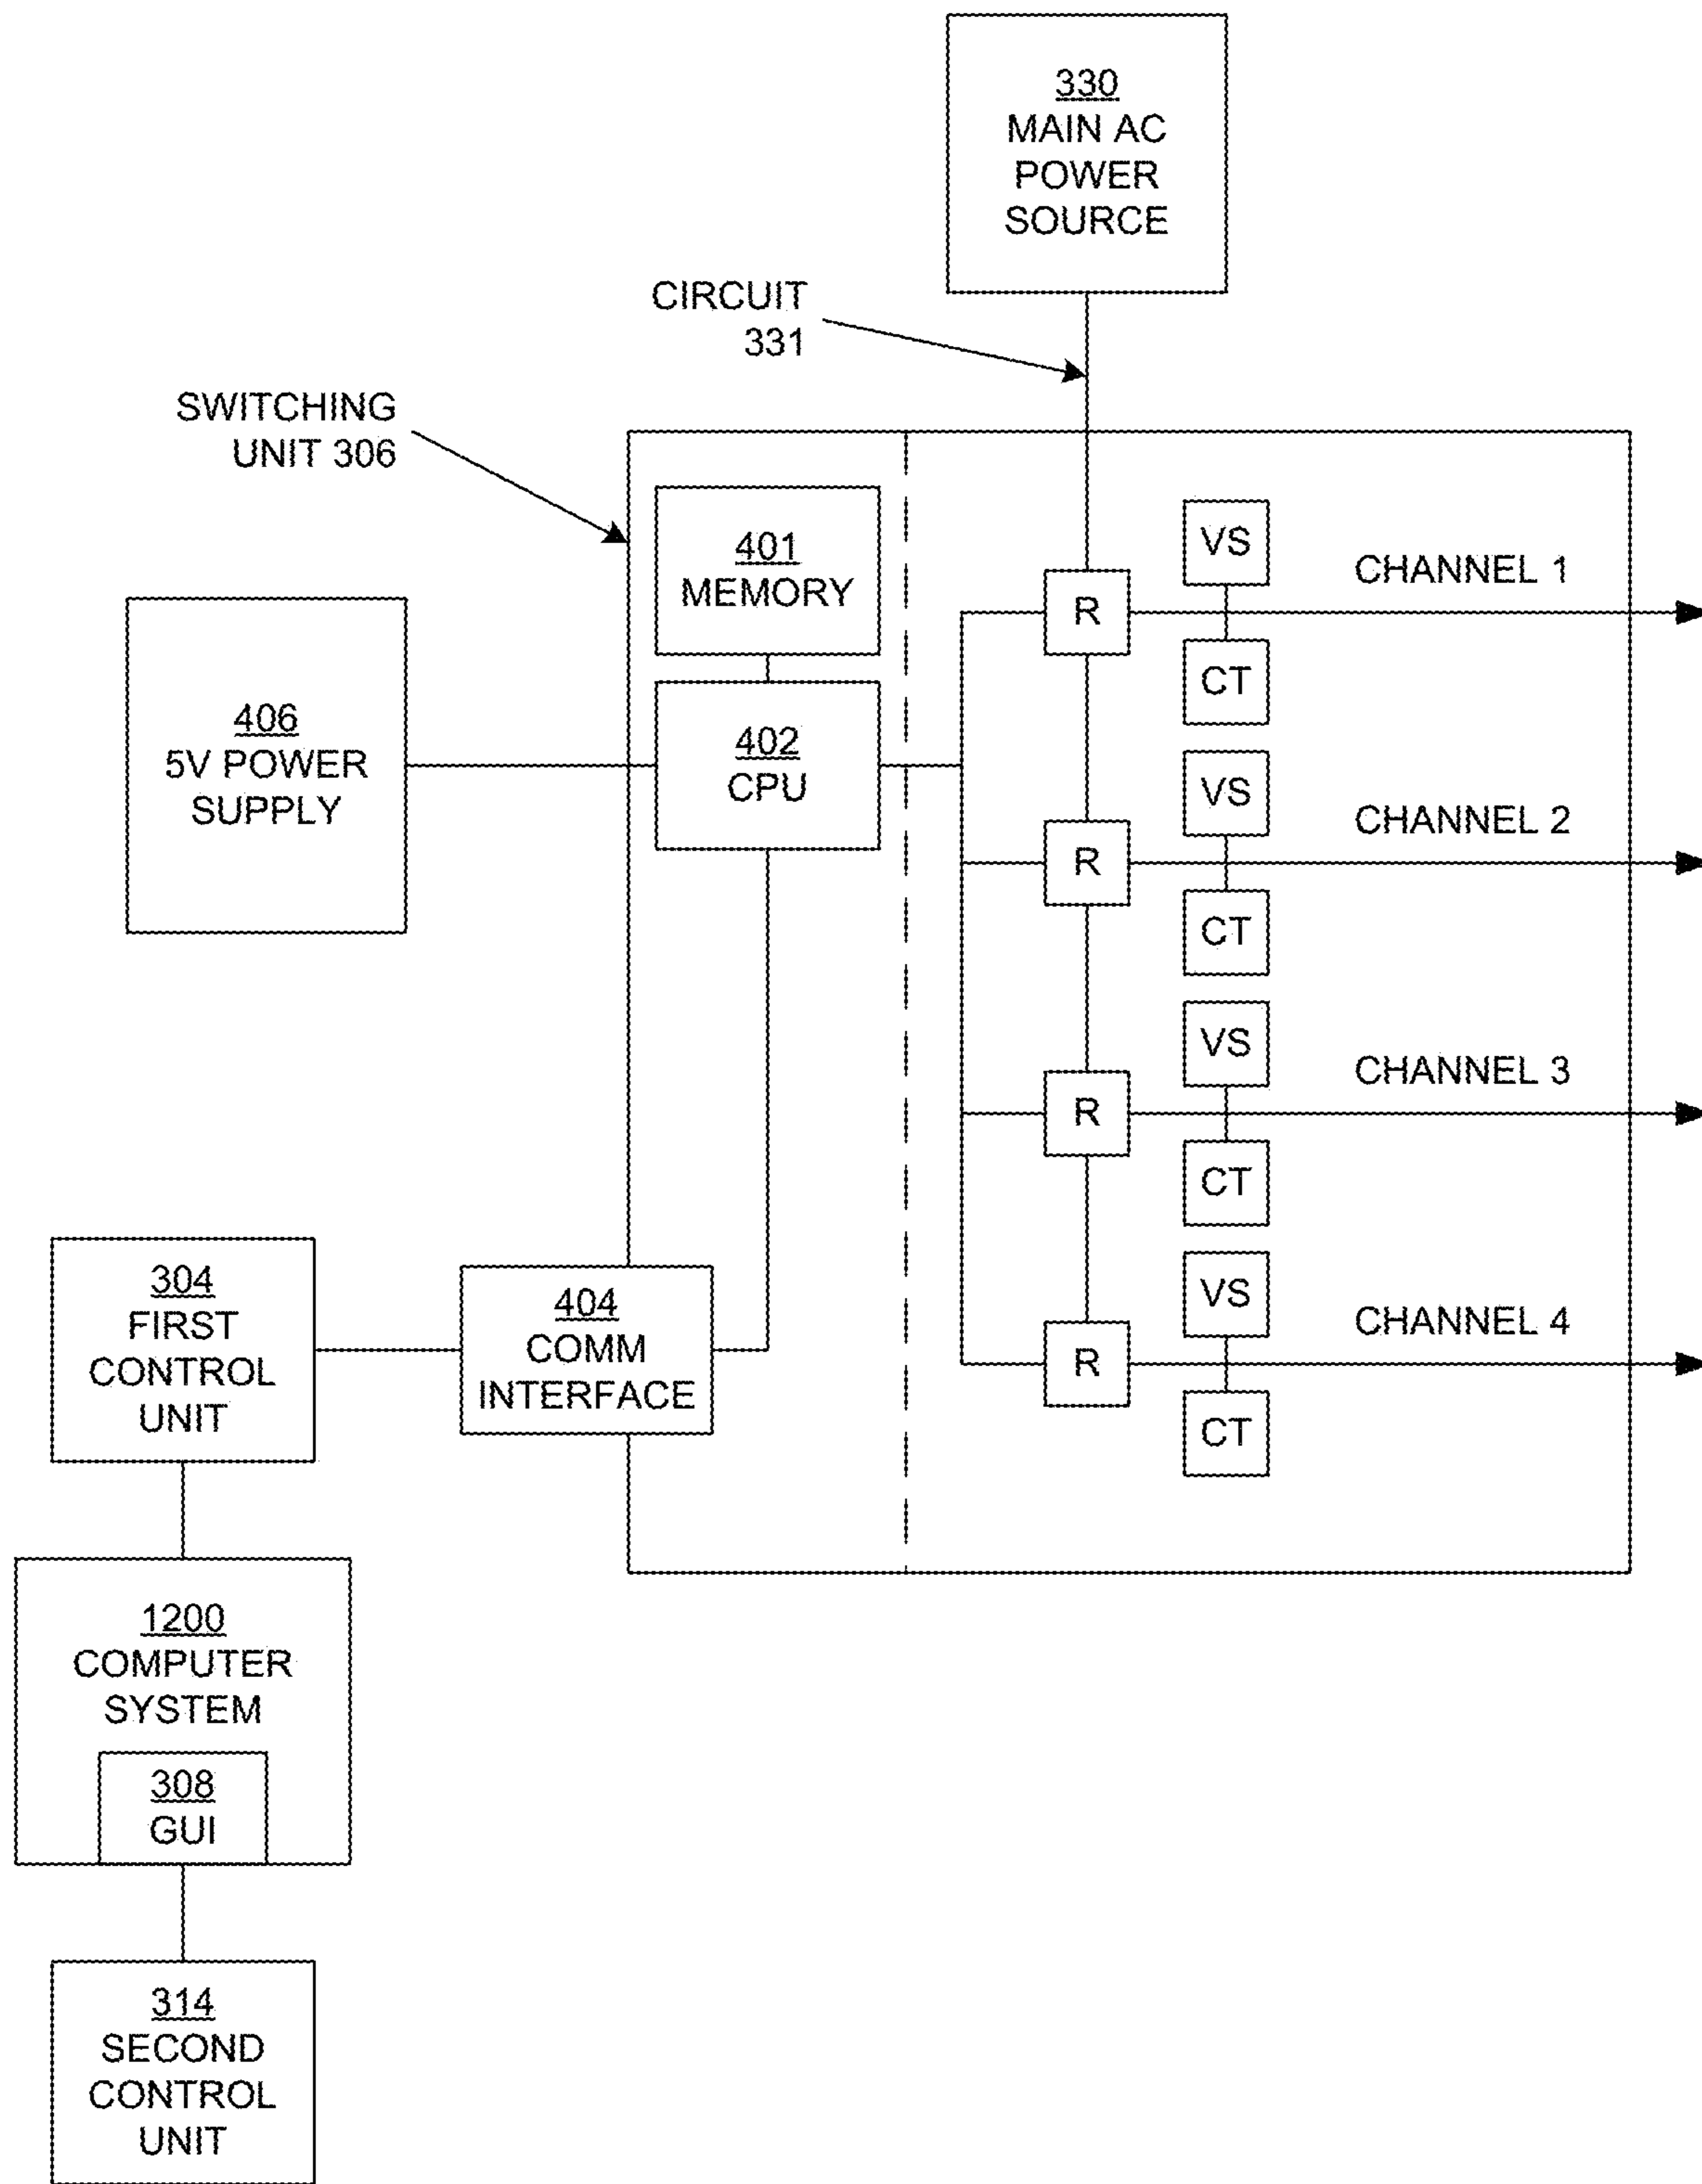 330
MAIN AC
POWER
SOURCE
CIRCUIT
331
SWITCHING
UNIT 306
401
MEMORY
VS
CHANNEL 1
R
CT
406
5V POWER
SUPPLY
402
CPU
VS
CHANNEL 2
R
CT
VS
CHANNEL 3
R
CT
304
FIRST
CONTROL
UNIT
404
COMM
INTERFACE
VS
CHANNEL 4
R
CT
1200
COMPUTER
SYSTEM
308
GUI
314
SECOND
CONTROL
UNIT